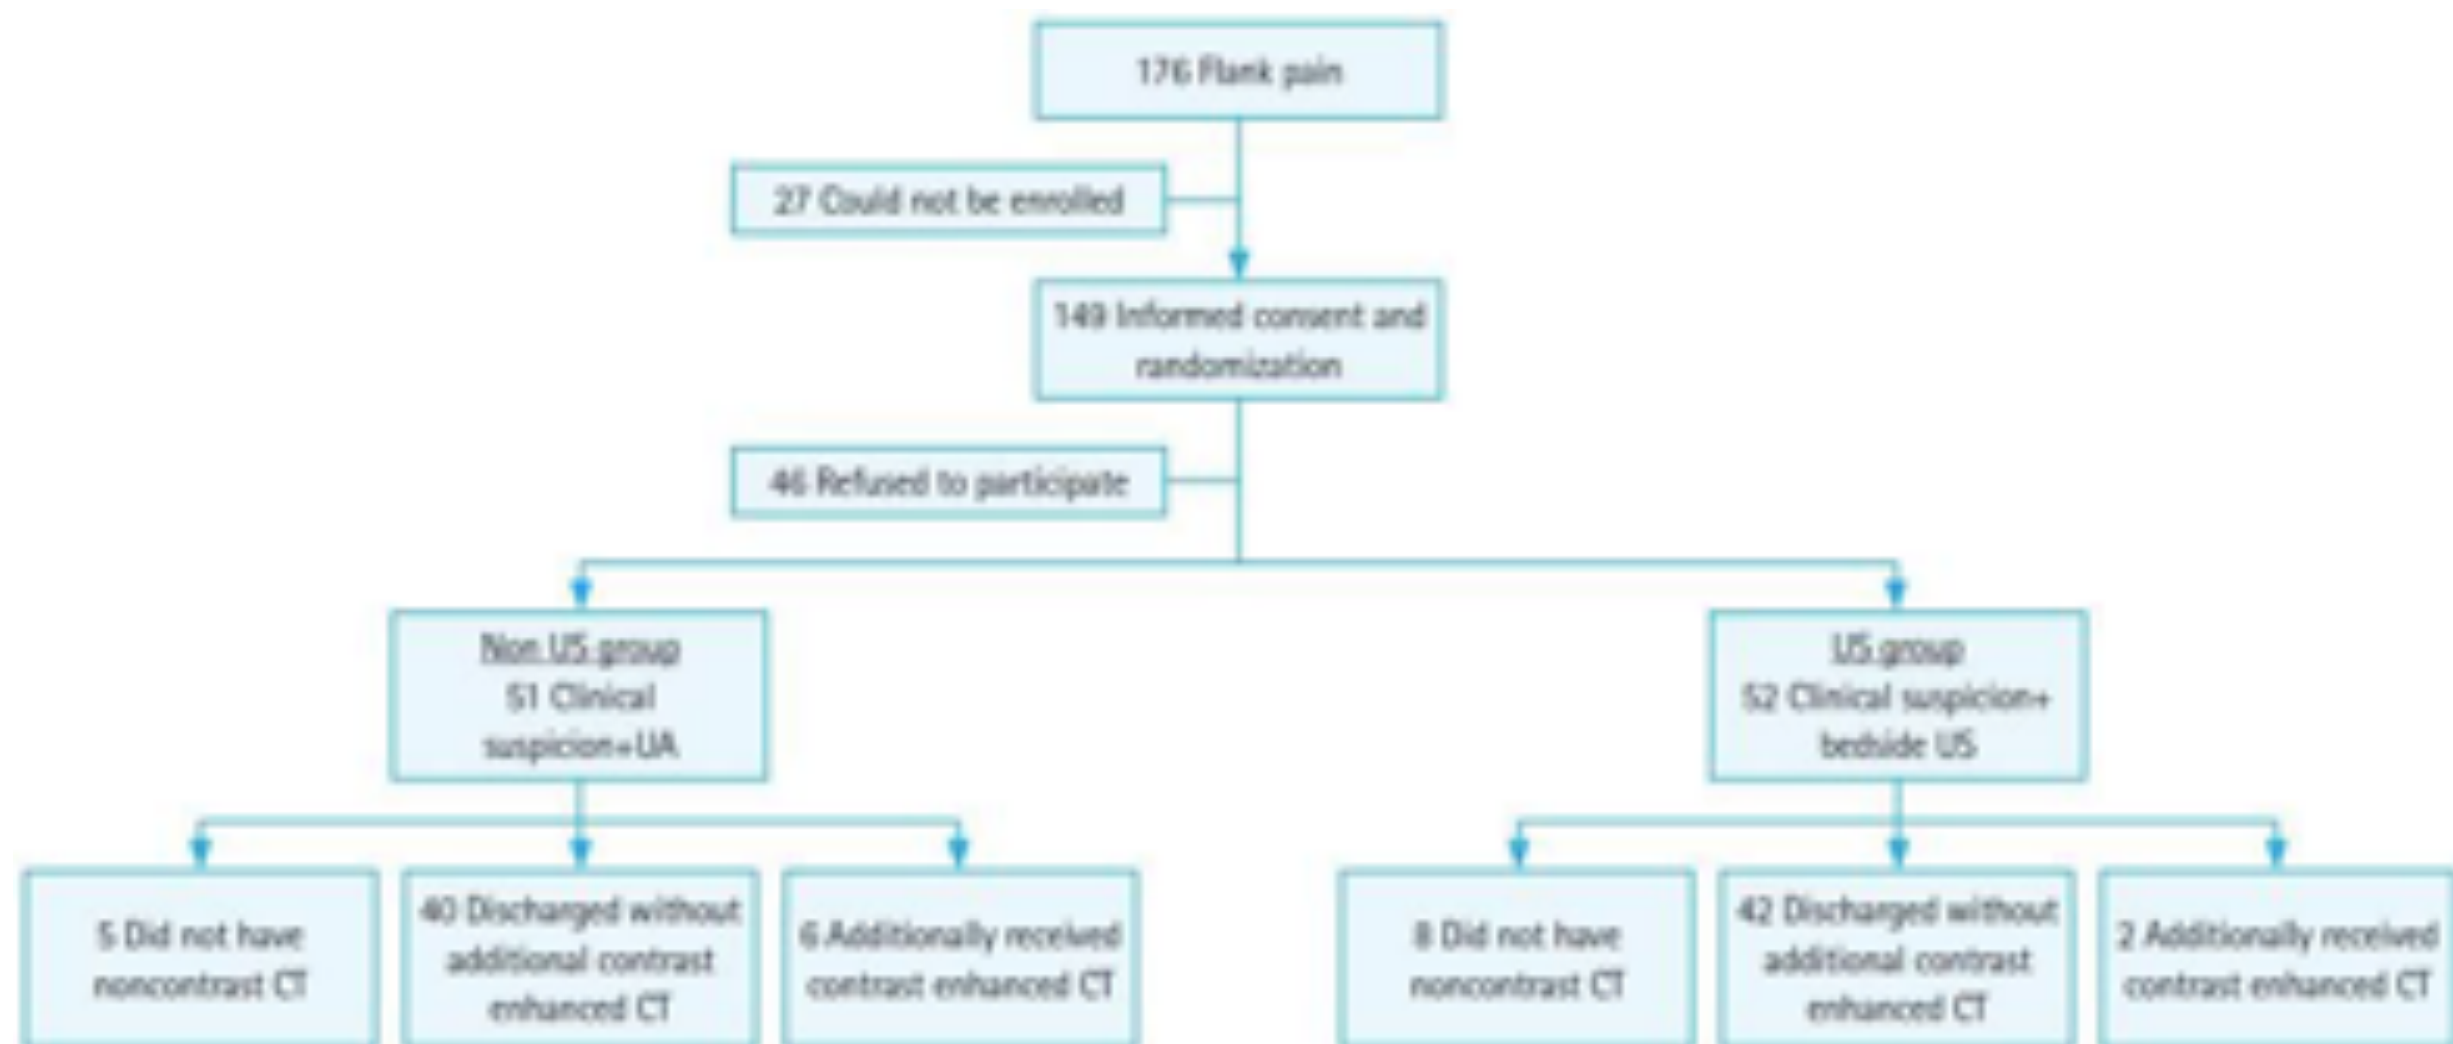 176 Flank pain
27 Could not be enrolled
149 Informed consent and
randomization
46 Refused to participate
Non US group
51 Clinical
suspicion+UA
US group
52 Clinical suspicion+
bedside US
5 Did not have
noncontrast CT
40 Discharged without
additional contrast
enhanced CT
6 Additionally received
contrast enhanced CT
8 Did not have
noncontrast CT
42 Discharged without
additional contrast
enhanced CT
2 Additionally received
contrast enhanced CT